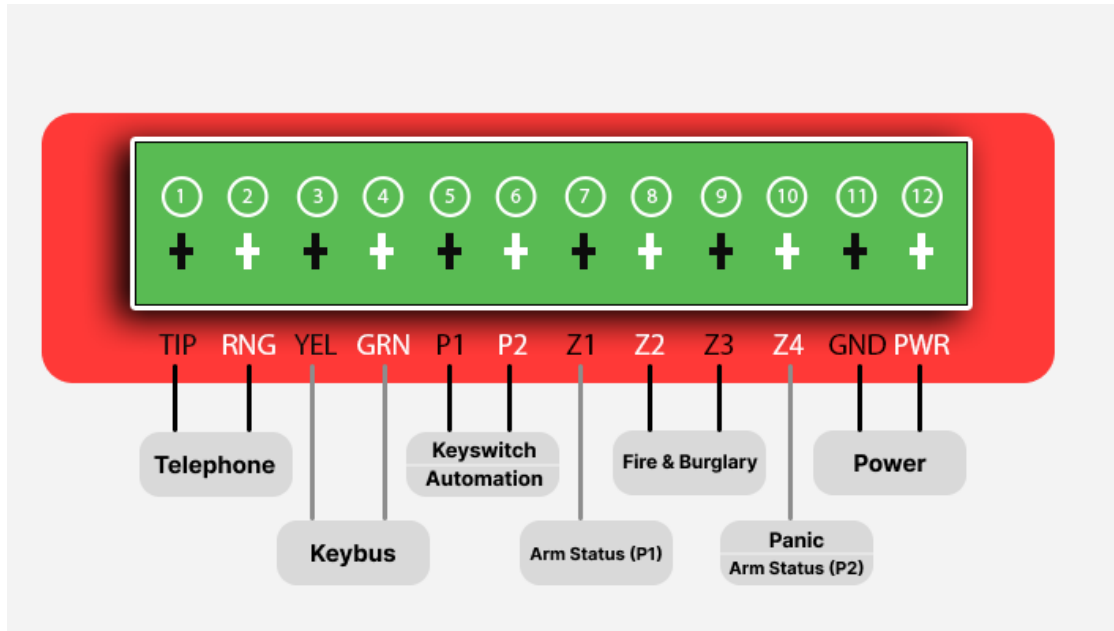 1 2 3 4 5 6 7 8 9 10 11 12
TIP RNG YEL GRN P1 P2 Z1 Z2 Z3 Z4 GND PWR
Telephone
Keyswitch
Automation
Fire & Burglary
Power
Keybus
Arm Status (P1)
Panic
Arm Status (P2)